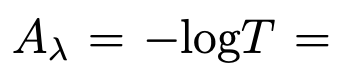 A_λ = −logT =